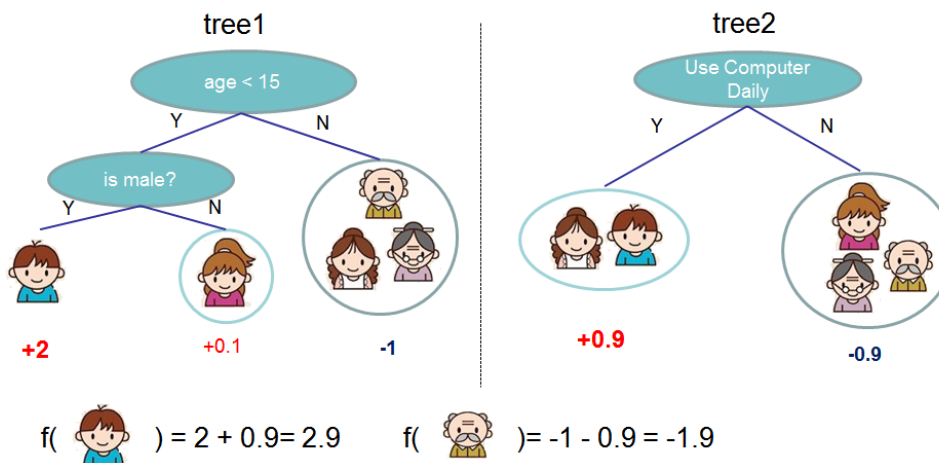 tree1
age < 15
Y
N
is male?
Y
N
+2
+0.1
-1
tree2
Use Computer
Daily
Y
N
+0.9
-0.9
f( ) = 2 + 0.9= 2.9
f( )= -1 - 0.9 = -1.9